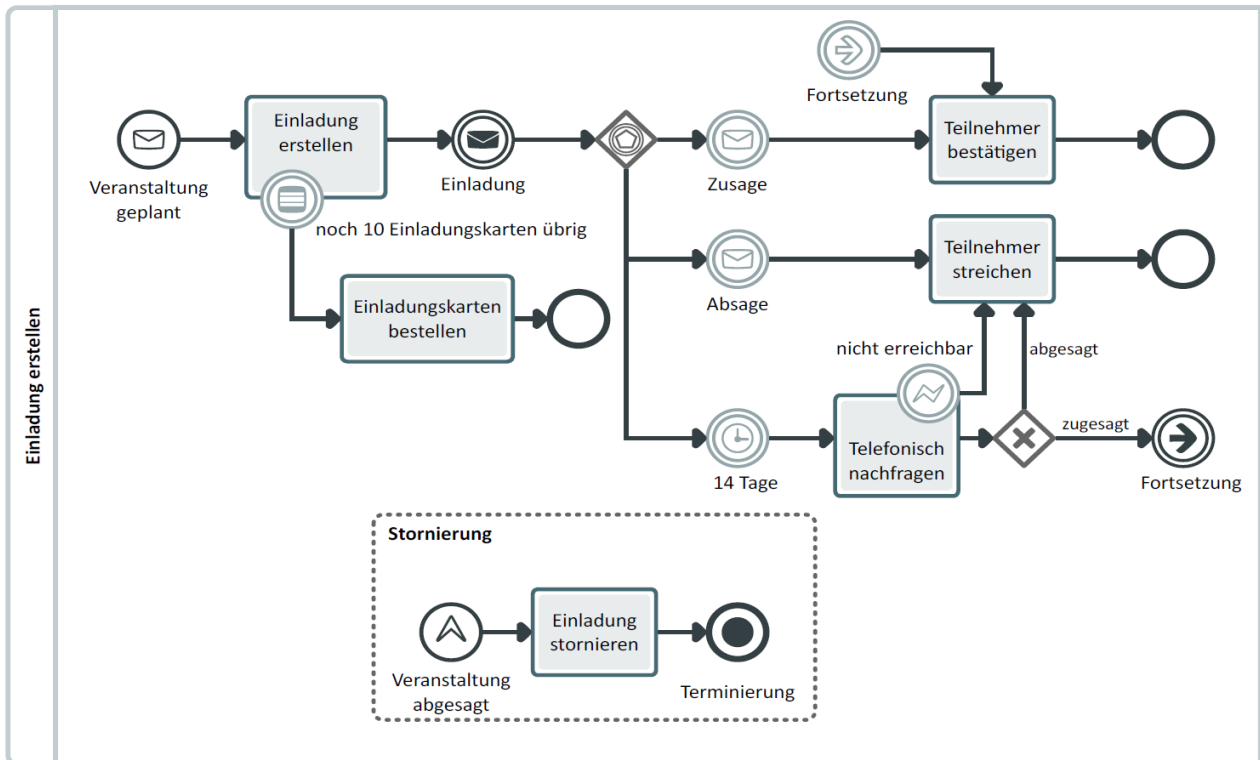 Einladung erstellen
Fortsetzung
Einladung
erstellen
Teilnehmer
bestätigen
Veranstaltung
geplant
Einladung
Zusage
noch 10 Einladungskarten übrig
Teilnehmer
streichen
Einladungskarten
bestellen
Absage
nicht erreichbar
abgesagt
zugesagt
Telefonisch
nachfragen
14 Tage
Fortsetzung
Stornierung
Einladung
stornieren
Veranstaltung
abgesagt
Terminierung